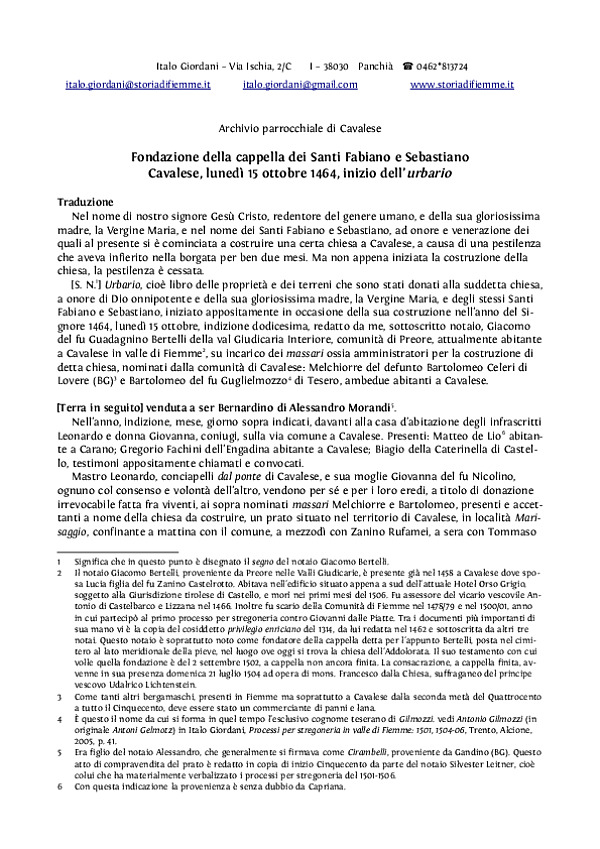 Italo Giordani – Via Ischia, 2/C I – 38030 Panchià ☎ 0462*813724
italo.giordani@storiadifiemme.it italo.giordani@gmail.com www.storiadifiemme.it
Archivio parrocchiale di Cavalese
Fondazione della cappella dei Santi Fabiano e Sebastiano
Cavalese, lunedì 15 ottobre 1464, inizio dell'urbario
Traduzione
Nel nome di nostro signore Gesù Cristo, redentore del genere umano, e della sua gloriosissima
madre, la Vergine Maria, e nel nome dei Santi Fabiano e Sebastiano, ad onore e venerazione dei
quali al presente si è cominciata a costruire una certa chiesa a Cavalese, a causa di una pestilenza
che aveva infierito nella borgata per ben due mesi. Ma non appena iniziata la costruzione della
chiesa, la pestilenza è cessata.
[S. N.1] Urbario, cioè libro delle proprietà e dei terreni che sono stati donati alla suddetta chiesa,
a onore di Dio onnipotente e della sua gloriosissima madre, la Vergine Maria, e degli stessi Santi
Fabiano e Sebastiano, iniziato appositamente in occasione della sua costruzione nell'anno del Si-
gnore 1464, lunedì 15 ottobre, indizione dodicesima, redatto da me, sottoscritto notaio, Giacomo
del fu Guadagnino Bertelli della val Giudicaria Interiore, comunità di Preore, attualmente abitante
a Cavalese in valle di Fiemme2, su incarico dei massari ossia amministratori per la costruzione di
detta chiesa, nominati dalla comunità di Cavalese: Melchiorre del defunto Bartolomeo Celeri di
Lovere (BG)3 e Bartolomeo del fu Guglielmozzo4 di Tesero, ambedue abitanti a Cavalese.
[Terra in seguito] venduta a ser Bernardino di Alessandro Morandi5.
Nell'anno, indizione, mese, giorno sopra indicati, davanti alla casa d'abitazione degli infrascritti
Leonardo e donna Giovanna, coniugi, sulla via comune a Cavalese. Presenti: Matteo de Lio6 abitan-
te a Carano; Gregorio Fachini dell'Engadina abitante a Cavalese; Biagio della Caterinella di Castel-
lo, testimoni appositamente chiamati e convocati.
Mastro Leonardo, conciapelli dal ponte di Cavalese, e sua moglie Giovanna del fu Nicolino,
ognuno col consenso e volontà dell'altro, vendono per sé e per i loro eredi, a titolo di donazione
irrevocabile fatta fra viventi, ai sopra nominati massari Melchiorre e Bartolomeo, presenti e accet-
tanti a nome della chiesa da costruire, un prato situato nel territorio di Cavalese, in località Mari-
saggio, confinante a mattina con il comune, a mezzodì con Zanino Rufamei, a sera con Tommaso
1 Significa che in questo punto è disegnato il segno del notaio Giacomo Bertelli.
2 Il notaio Giacomo Bertelli, proveniente da Preore nelle Valli Giudicarie, è presente già nel 1458 a Cavalese dove spo-
sa Lucia figlia del fu Zanino Castelrotto. Abitava nell'edificio situato appena a sud dell'attuale Hotel Orso Grigio,
soggetto alla Giurisdizione tirolese di Castello, e morì nei primi mesi del 1506. Fu assessore del vicario vescovile An-
tonio di Castelbarco e Lizzana nel 1466. Inoltre fu scario della Comunità di Fiemme nel 1478/79 e nel 1500/01, anno
in cui partecipò al primo processo per stregoneria contro Giovanni dalle Piatte. Tra i documenti più importanti di
sua mano vi è la copia del cosiddetto privilegio enriciano del 1314, da lui redatta nel 1462 e sottoscritta da altri tre
notai. Questo notaio è soprattutto noto come fondatore della cappella detta per l'appunto Bertelli, posta nel cimi-
tero al lato meridionale della pieve, nel luogo ove oggi si trova la chiesa dell'Addolorata. Il suo testamento con cui
volle quella fondazione è del 2 settembre 1502, a cappella non ancora finita. La consacrazione, a cappella finita, av-
venne in sua presenza domenica 21 luglio 1504 ad opera di mons. Francesco dalla Chiesa, suffraganeo del principe
vescovo Udalrico Lichtenstein.
3 Come tanti altri bergamaschi, presenti in Fiemme ma soprattutto a Cavalese dalla seconda metà del Quattrocento
a tutto il Cinquecento, deve essere stato un commerciante di panni e lana.
4 È questo il nome da cui si forma in quel tempo l'esclusivo cognome teserano di Gilmozzi. vedi Antonio Gilmozzi (in
originale Antoni Gelmotz) in Italo Giordani, Processi per stregoneria in valle di Fiemme: 1501, 1504-06, Trento, Alcione,
2005, p. 41.
5 Era figlio del notaio Alessandro, che generalmente si firmava come Cirambelli, proveniente da Gandino (BG). Questo
atto di compravendita del prato è redatto in copia di inizio Cinquecento da parte del notaio Silvester Leitner, cioè
colui che ha materialmente verbalizzato i processi per stregoneria del 1501-1506.
6 Con questa indicazione la provenienza è senza dubbio da Capriana.